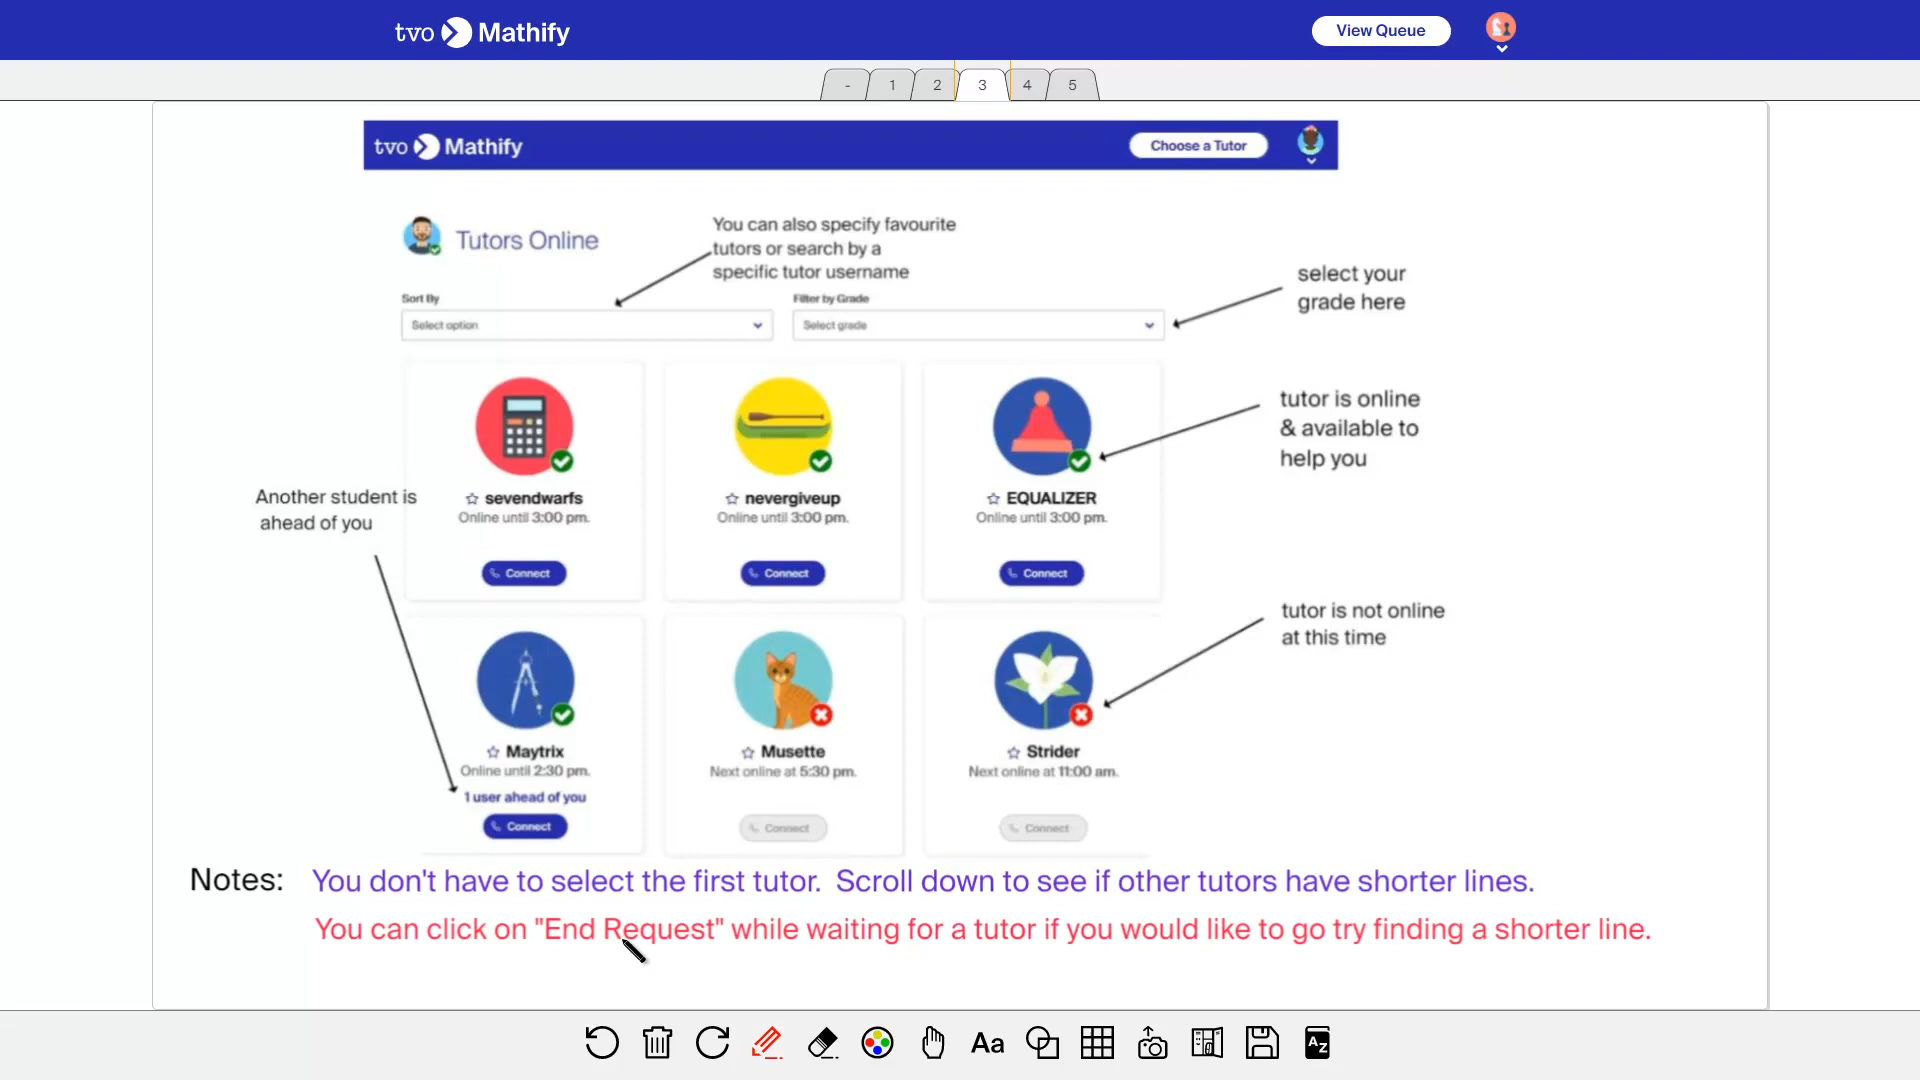 tvo Mathify
View Queue
- 1 2 3 4 5
tvo Mathify
Choose a Tutor
Tutors Online
You can also specify favourite
tutors or search by a
specific tutor username
select your
grade here
Sort By
Filter by Grade
Select option
Select grade
tutor is online
& available to
help you
Another student is
ahead of you
sevendwarfs
Online until 3:00 pm.
Connect
nevergiveup
Online until 3:00 pm.
Connect
EQUALIZER
Online until 3:00 pm.
Connect
tutor is not online
at this time
Maytrix
Online until 2:30 pm.
1 user ahead of you
Connect
Musette
Next online at 5:30 pm.
Connect
Strider
Next online at 11:00 am.
Connect
Notes: You don't have to select the first tutor. Scroll down to see if other tutors have shorter lines.
You can click on "End Request" while waiting for a tutor if you would like to go try finding a shorter line.
Aa
AZ